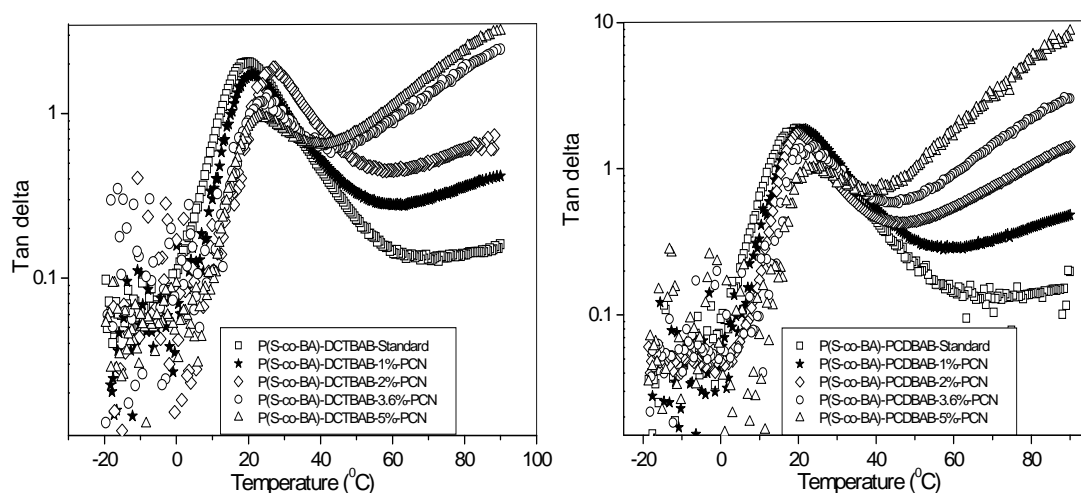 1
0.1
Tan delta
P(S-co-BA)-DCTBAB-Standard
P(S-co-BA)-DCTBAB-1%-PCN
P(S-co-BA)-DCTBAB-2%-PCN
P(S-co-BA)-DCTBAB-3.6%-PCN
P(S-co-BA)-DCTBAB-5%-PCN
-20 0 20 40 60 80 100
Temperature (⁰C)
10
1
0.1
Tan delta
P(S-co-BA)-PCDBAB-Standard
P(S-co-BA)-PCDBAB-1%-PCN
P(S-co-BA)-PCDBAB-2%-PCN
P(S-co-BA)-PCDBAB-3.6%-PCN
P(S-co-BA)-PCDBAB-5%-PCN
-20 0 20 40 60 80
Temperature (⁰C)